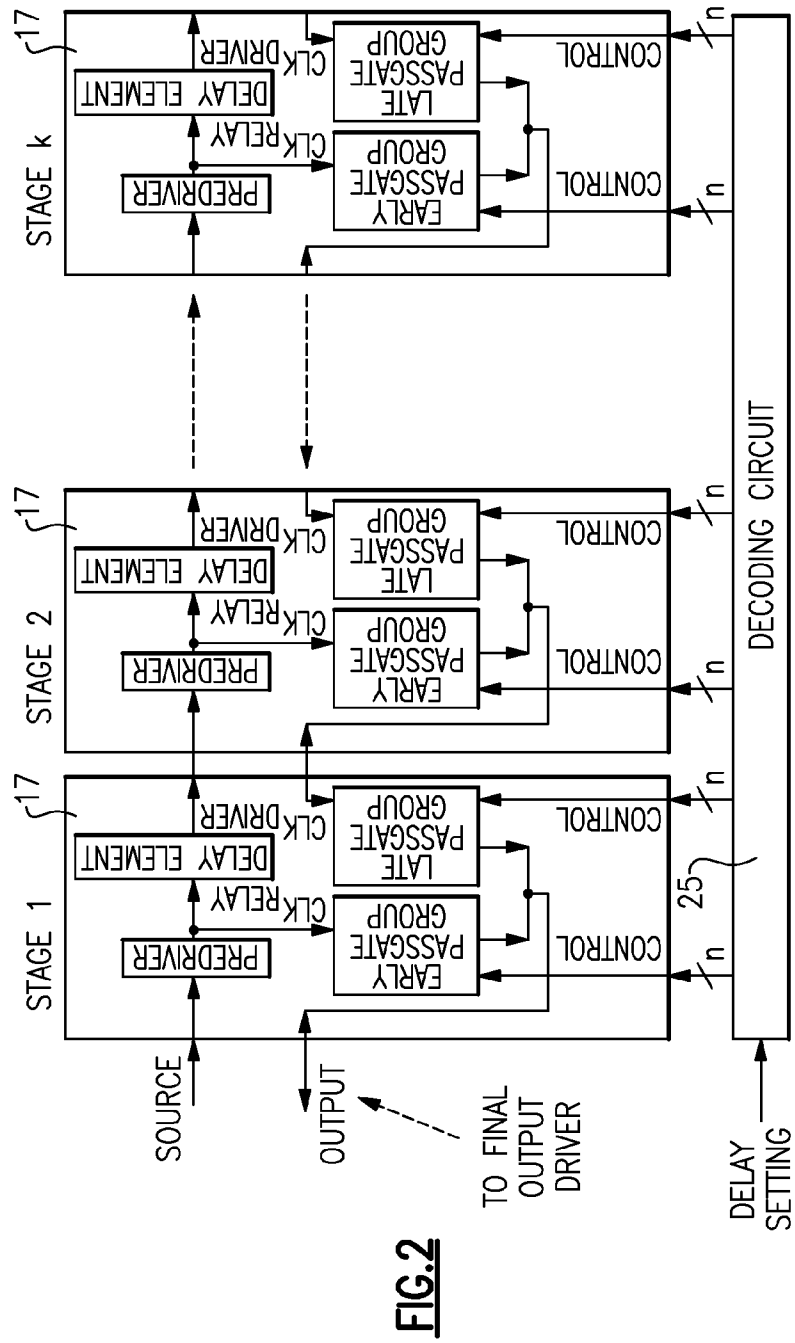 STAGE 1
17
PREDRIVER
DELAY ELEMENT
CLK RELAY
CLK DRIVER
EARLY
PASSGATE
GROUP
LATE
PASSGATE
GROUP
CONTROL
CONTROL
n
n
STAGE 2
17
PREDRIVER
DELAY ELEMENT
CLK RELAY
CLK DRIVER
EARLY
PASSGATE
GROUP
LATE
PASSGATE
GROUP
CONTROL
CONTROL
n
n
STAGE k
17
PREDRIVER
DELAY ELEMENT
CLK RELAY
CLK DRIVER
EARLY
PASSGATE
GROUP
LATE
PASSGATE
GROUP
CONTROL
CONTROL
n
n
SOURCE
OUTPUT
TO FINAL
OUTPUT
DRIVER
25
DELAY
SETTING
DECODING CIRCUIT
FIG.2